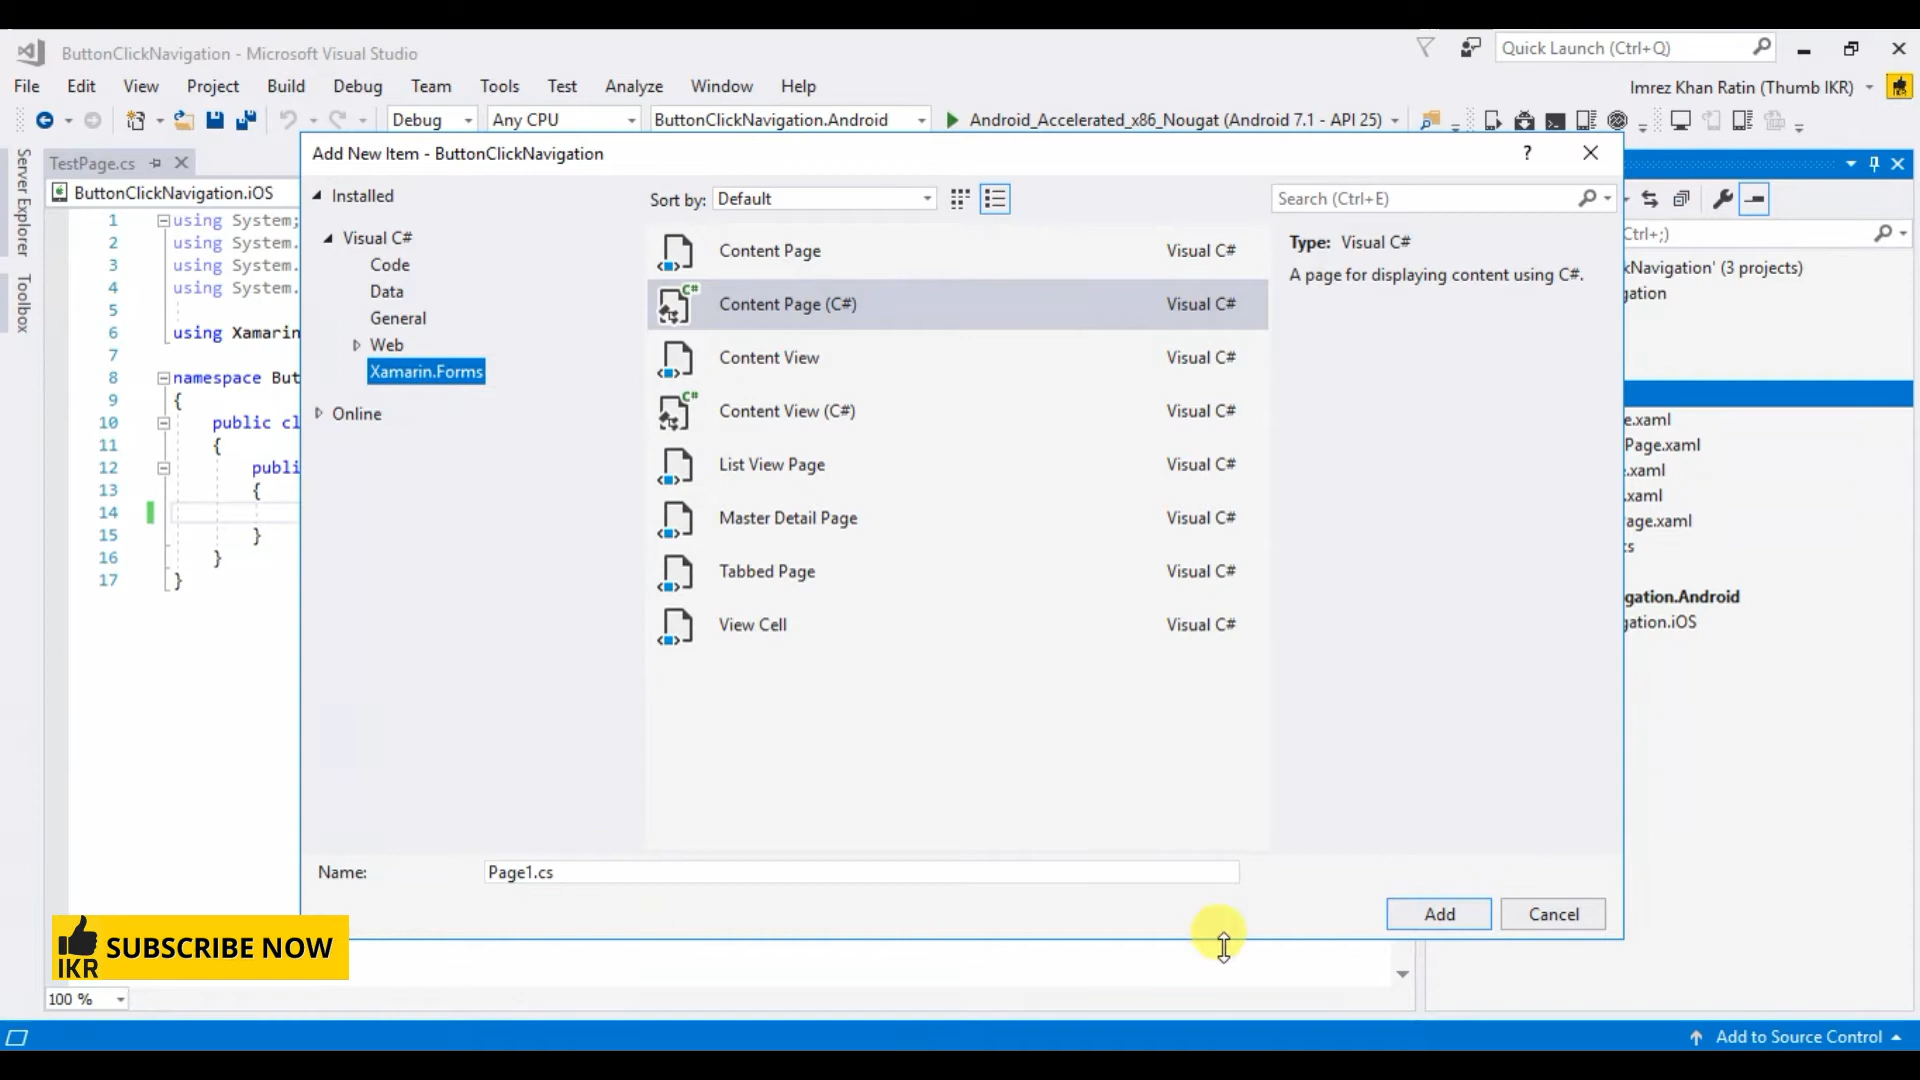 ButtonClickNavigation - Microsoft Visual Studio
Quick Launch (Ctrl+Q)
File Edit View Project Build Debug Team Tools Test Analyze Window Help
Imrez Khan Ratin (Thumb IKR)
Debug Any CPU ButtonClickNavigation.Android Android_Accelerated_x86_Nougat (Android 7.1 - API 25)
Server Explorer
Toolbox
TestPage.cs
ButtonClickNavigation.iOS
1 using System;
2 using System.
3 using System.
4 using System.
5
6 using Xamarin
7
8 namespace But
9 {
10 public cl
11 {
12 publi
13 {
14
15 }
16 }
17 }
100 %
Add New Item - ButtonClickNavigation
?
Installed
Visual C#
Code
Data
General
Web
Xamarin.Forms
Online
Sort by: Default
Search (Ctrl+E)
Content Page Visual C#
C# Content Page (C#) Visual C#
Content View Visual C#
C# Content View (C#) Visual C#
List View Page Visual C#
Master Detail Page Visual C#
Tabbed Page Visual C#
View Cell Visual C#
Type: Visual C#
A page for displaying content using C#.
Name: Page1.cs
Add Cancel
Ctrl+;)
kNavigation' (3 projects)
gation
e.xaml
Page.xaml
.xaml
.xaml
age.xaml
cs
gation.Android
gation.iOS
IKR SUBSCRIBE NOW
Add to Source Control